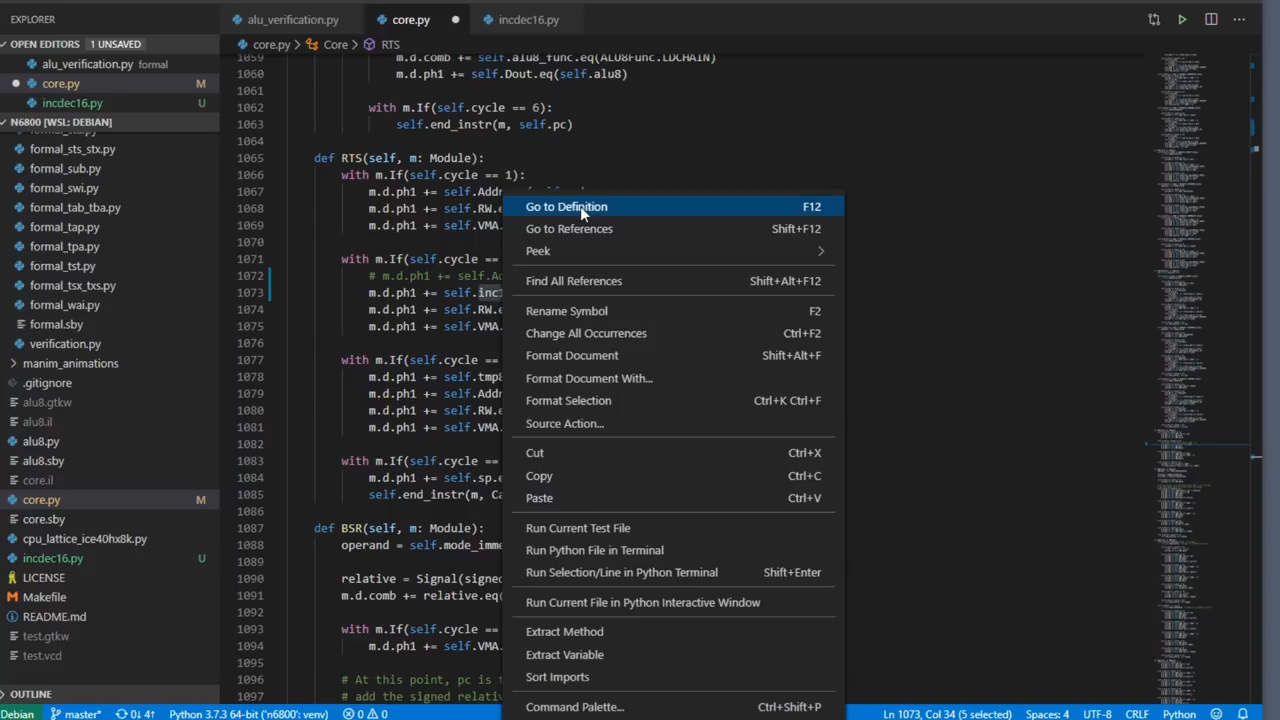 EXPLORER
OPEN EDITORS 1 UNSAVED
alu_verification.py formal
core.py M
incdec16.py U
N6800 [WSL: DEBIAN]
formal_sts_stx.py
formal_sub.py
formal_swi.py
formal_tab_tba.py
formal_tap.py
formal_tpa.py
formal_tst.py
formal_tsx_txs.py
formal_wai.py
formal.sby
verification.py
manim_animations
.gitignore
alu8.gtkw
alu8.il
alu8.py
core.il
core.py M
core.sby
cpu_lattice_ice40hx8k.py
incdec16.py U
LICENSE
Makefile
README.md
test.gtkw
test.vcd
OUTLINE
alu_verification.py
core.py
incdec16.py
core.py > Core > RTS
1059 m.d.comb += self.alu8_func.eq(ALU8Func.LDCHAIN)
1060 m.d.ph1 += self.Dout.eq(self.alu8)
1061
1062 with m.If(self.cycle == 6):
1063 self.end_instr(m, self.
1064
1065 def RTS(self, m: Module):
1066 with m.If(self.cycle == 1):
1067 m.d.ph1 += self.Addr
1068 m.d.ph1 += self.
1069 m.d.ph1 += self.VMA
1070
1071 with m.If(self.cycle ==
1072 # m.d.ph1 += self.
1073 m.d.ph1 += self.inc
1074 m.d.ph1 += self.RW.
1075 m.d.ph1 += self.VMA.
1076
1077 with m.If(self.cycle ==
1078 m.d.ph1 += self.tmp8
1079 m.d.ph1 += self.Addr
1080 m.d.ph1 += self.RW.
1081 m.d.ph1 += self.VMA.
1082
1083 with m.If(self.cycle ==
1084 m.d.ph1 += self.
1085 self.end_instr(m,
1086
1087 def BSR(self, m: Module):
1088 operand = self.mode_imme
1089
1090 relative = Signal(
1091 m.d.comb += relativ
1092
1093 with m.If(self.cycle ==
1094 m.d.ph1 += self.VMA.
1095
1096 # At this point, p
1097 # add the signed relat
Go to Definition F12
Go to References Shift+F12
Peek
Find All References Shift+Alt+F12
Rename Symbol F2
Change All Occurrences Ctrl+F2
Format Document Shift+Alt+F
Format Document With...
Format Selection Ctrl+K Ctrl+F
Source Action...
Cut Ctrl+X
Copy Ctrl+C
Paste Ctrl+V
Run Current Test File
Run Python File in Terminal
Run Selection/Line in Python Terminal Shift+Enter
Run Current File in Python Interactive Window
Extract Method
Extract Variable
Sort Imports
Command Palette... Ctrl+Shift+P
Debian master* 0↓ 4↑ Python 3.7.3 64-bit ('n6800': venv) 0 0 Ln 1073, Col 34 (5 selected) Spaces: 4 UTF-8 CRLF Python